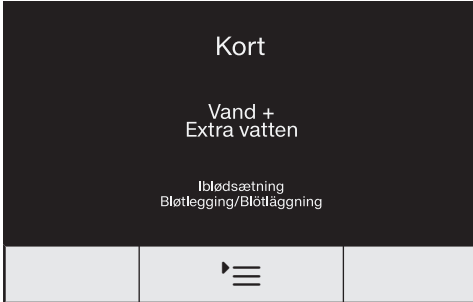 Kort
Vand +
Extra vatten
Iblødsætning
Bløtlegging/Blötläggning